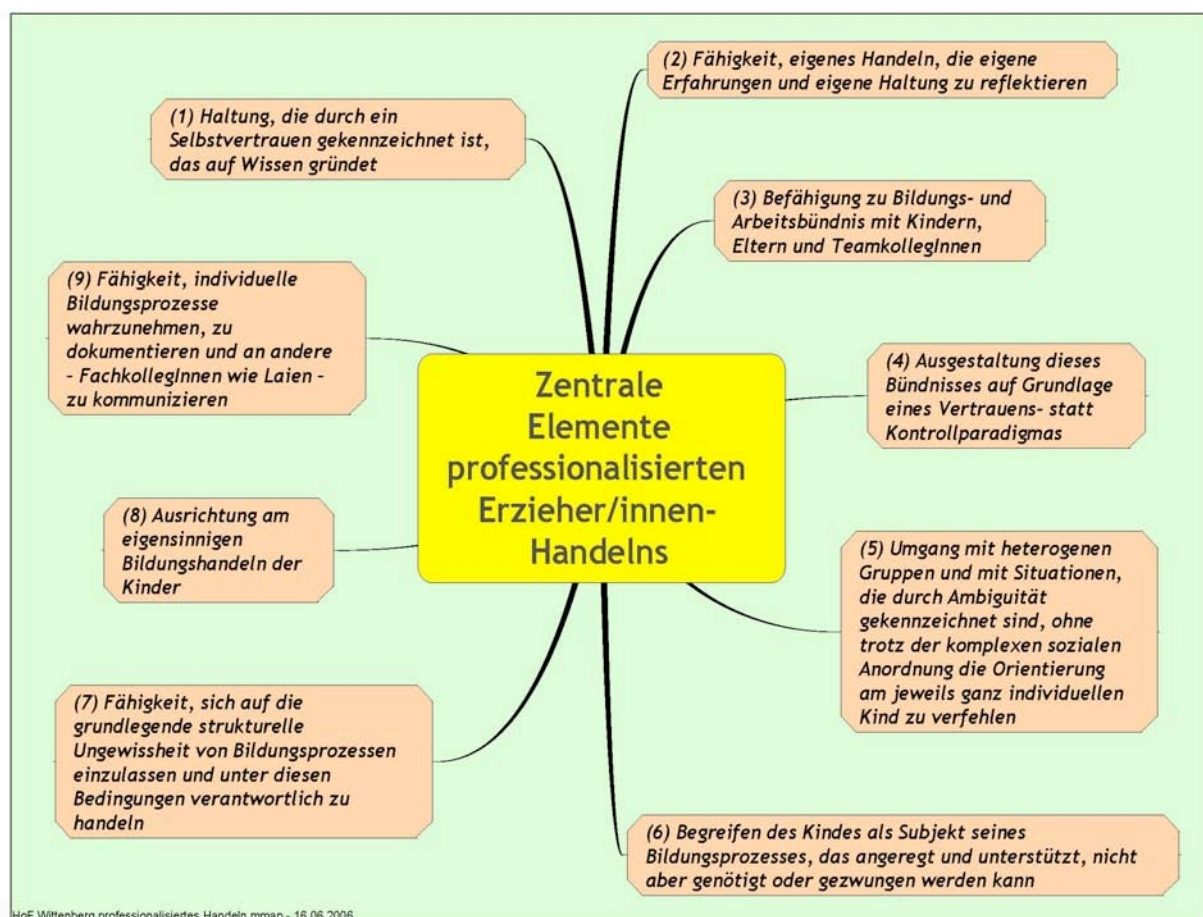 (1) Haltung, die durch ein
Selbstvertrauen gekennzeichnet ist,
das auf Wissen gründet
(2) Fähigkeit, eigenes Handeln, die eigene
Erfahrungen und eigene Haltung zu reflektieren
(3) Befähigung zu Bildungs- und
Arbeitsbündnis mit Kindern,
Eltern und TeamkollegInnen
(4) Ausgestaltung dieses
Bündnisses auf Grundlage
eines Vertrauens- statt
Kontrollparadigmas
(5) Umgang mit heterogenen
Gruppen und mit Situationen,
die durch Ambiguität
gekennzeichnet sind, ohne
trotz der komplexen sozialen
Anordnung die Orientierung
am jeweils ganz individuellen
Kind zu verfehlen
(6) Begreifen des Kindes als Subjekt seines
Bildungsprozesses, das angeregt und unterstützt, nicht
aber genötigt oder gezwungen werden kann
(7) Fähigkeit, sich auf die
grundlegende strukturelle
Ungewissheit von Bildungsprozessen
einzulassen und unter diesen
Bedingungen verantwortlich zu
handeln
(8) Ausrichtung am
eigensinnigen
Bildungshandeln der
Kinder
(9) Fähigkeit, individuelle
Bildungsprozesse
wahrzunehmen, zu
dokumentieren und an andere
- FachkollegInnen wie Laien -
zu kommunizieren
Zentrale
Elemente
professionalisierten
Erzieher/innen-
Handelns
HoF Wittenberg professionalisiertes Handeln.mmap - 16.06.2006